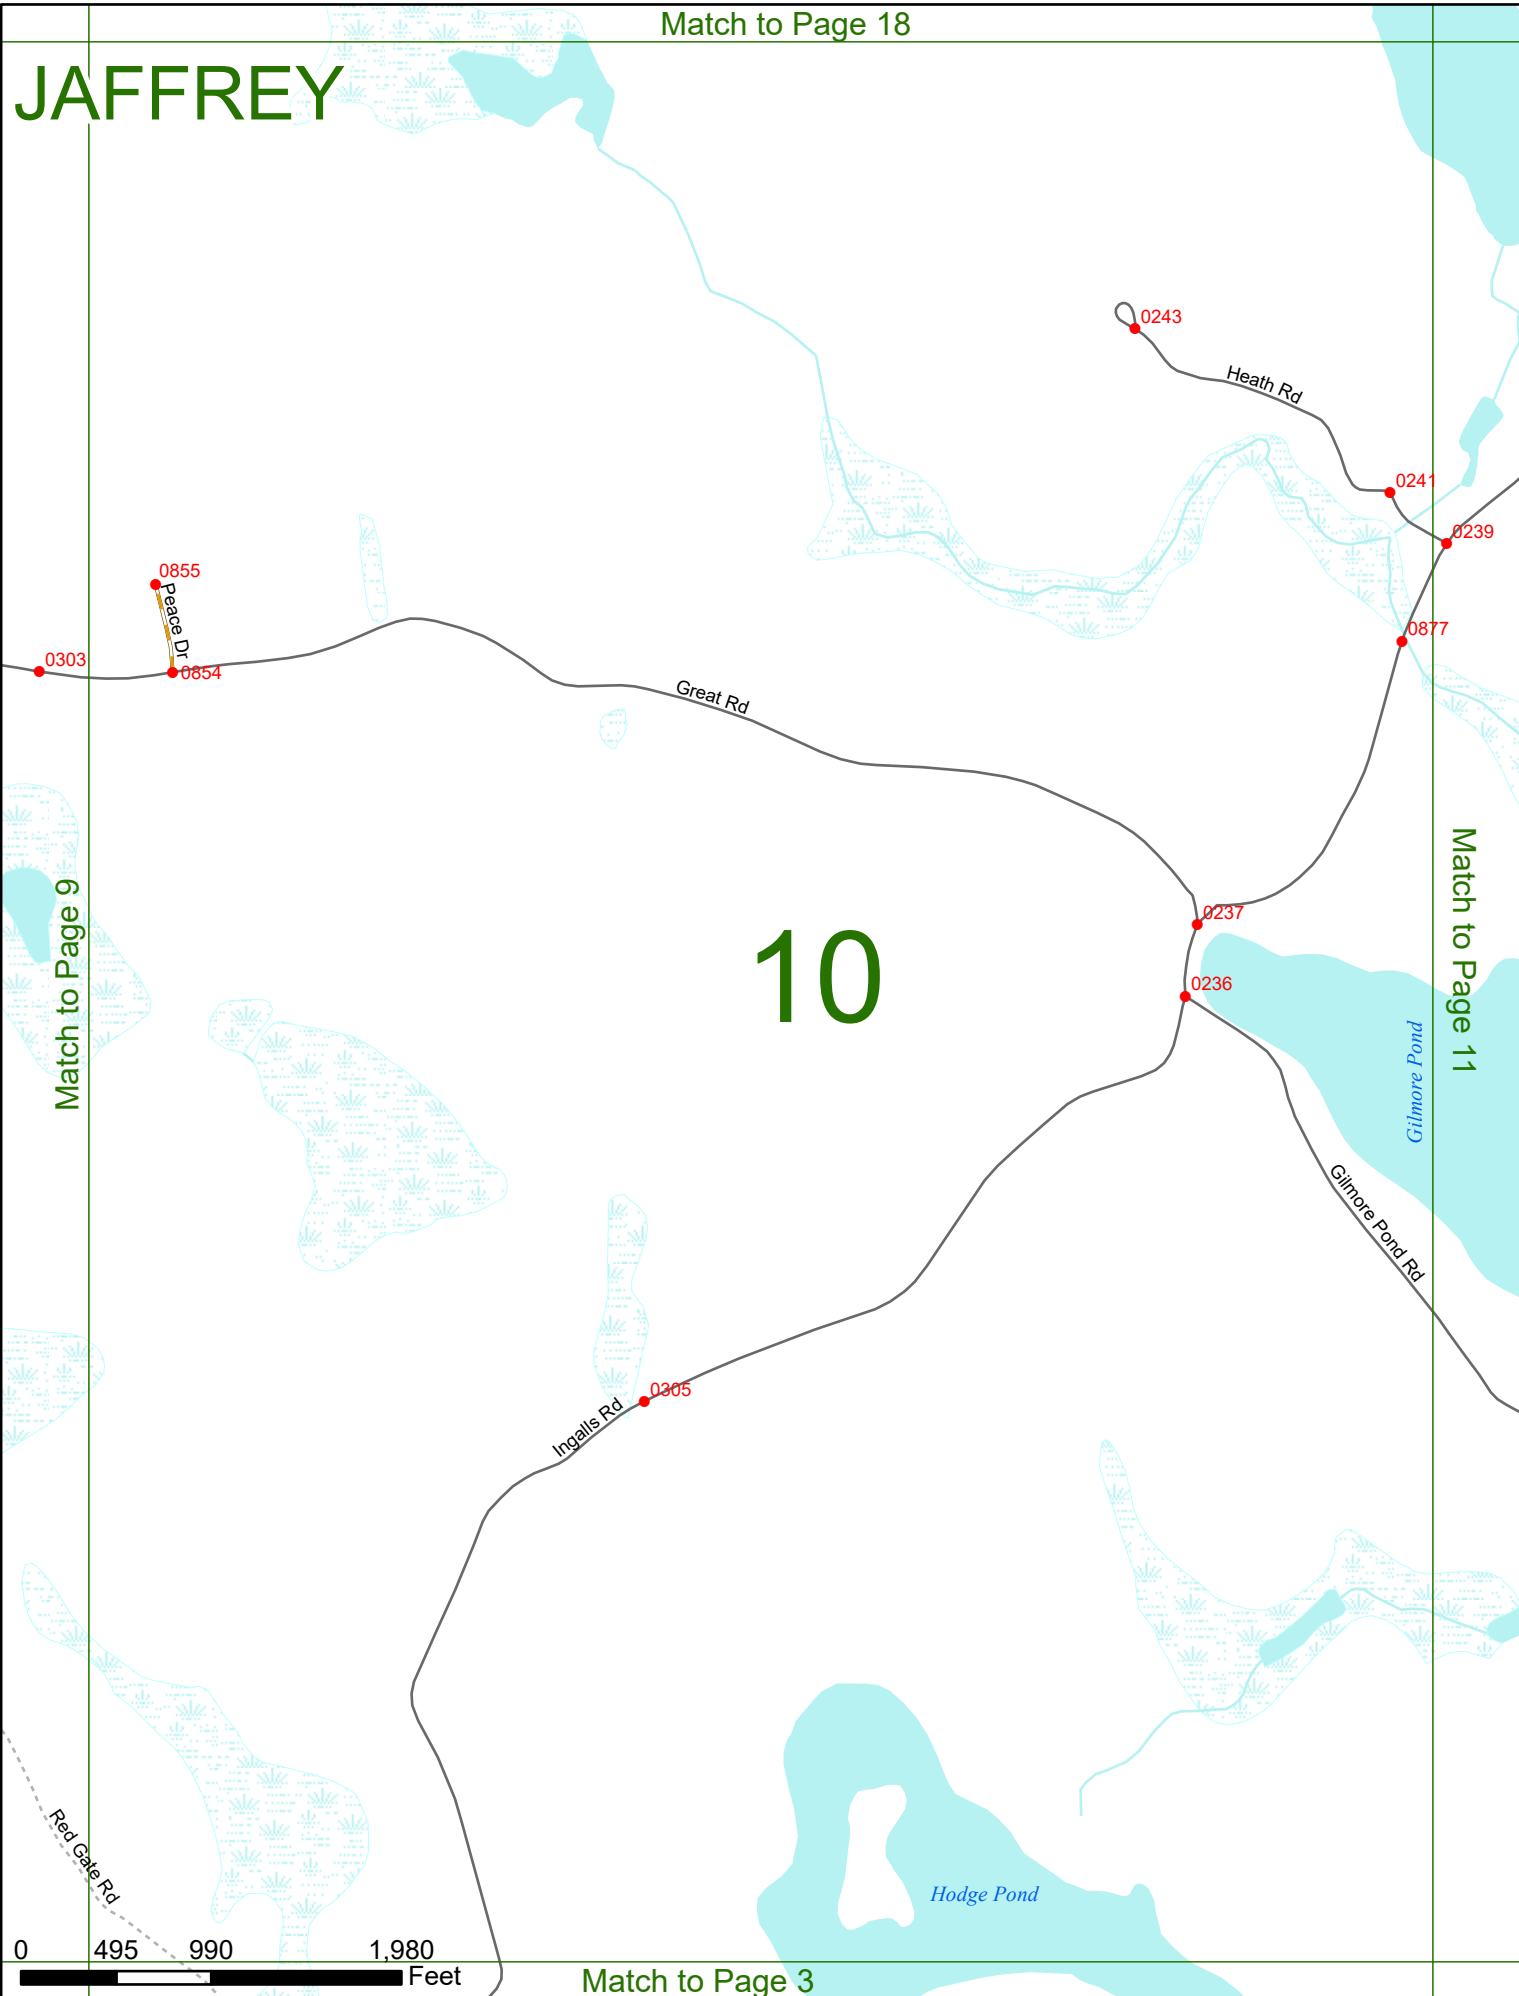 Match to Page 18
JAFFREY
0243
Heath Rd
0241
0239
0855
Peace Dr
0877
0303
0854
Great Rd
Match to Page 9
10
0237
0236
Match to Page 11
Gilmore Pond
Gilmore Pond Rd
0305
Ingalls Rd
Red Gate Rd
Hodge Pond
0 495 990 1,980
Feet
Match to Page 3